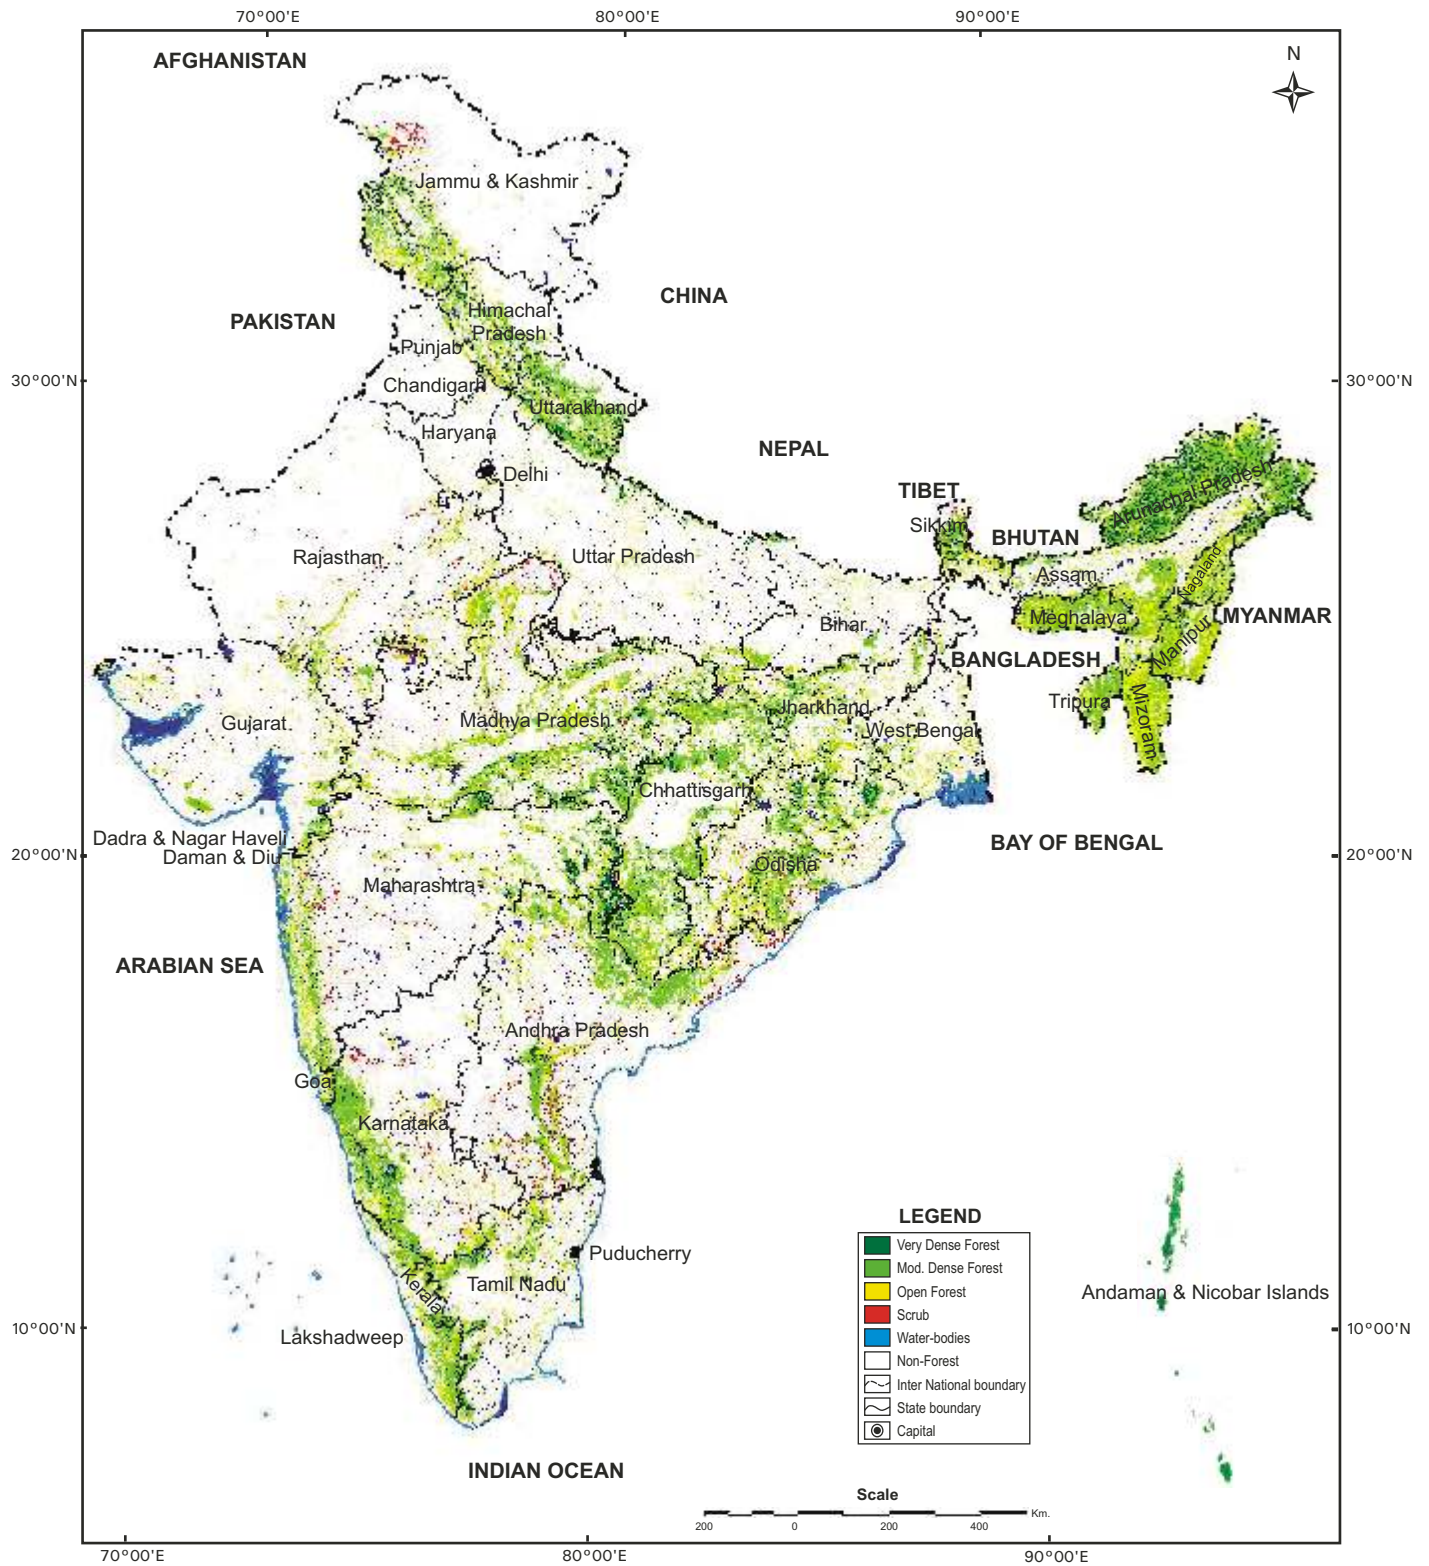 70°00'E
80°00'E
90°00'E
AFGHANISTAN
N
Jammu & Kashmir
CHINA
Himachal
Pradesh
PAKISTAN
Punjab
30°00'N
Chandigarh
30°00'N
Uttarakhand
Haryana
NEPAL
Delhi
Arunachal Pradesh
TIBET
Sikkim
BHUTAN
Rajasthan
Uttar Pradesh
Assam
Nagaland
Meghalaya
MYANMAR
Bihar
Manipur
BANGLADESH
Tripura
Mizoram
Jharkhand
Gujarat
Madhya Pradesh
West Bengal
Chhattisgarh
Dadra & Nagar Haveli
Daman & Diu
BAY OF BENGAL
20°00'N
20°00'N
Odisha
Maharashtra
ARABIAN SEA
Andhra Pradesh
Goa
Karnataka
LEGEND
Very Dense Forest
Mod. Dense Forest
Open Forest
Scrub
Water-bodies
Non-Forest
Inter National boundary
State boundary
Capital
Puducherry
Kerala
Tamil Nadu
Andaman & Nicobar Islands
10°00'N
10°00'N
Lakshadweep
INDIAN OCEAN
Scale
Km.
200
0
200
400
70°00'E
80°00'E
90°00'E